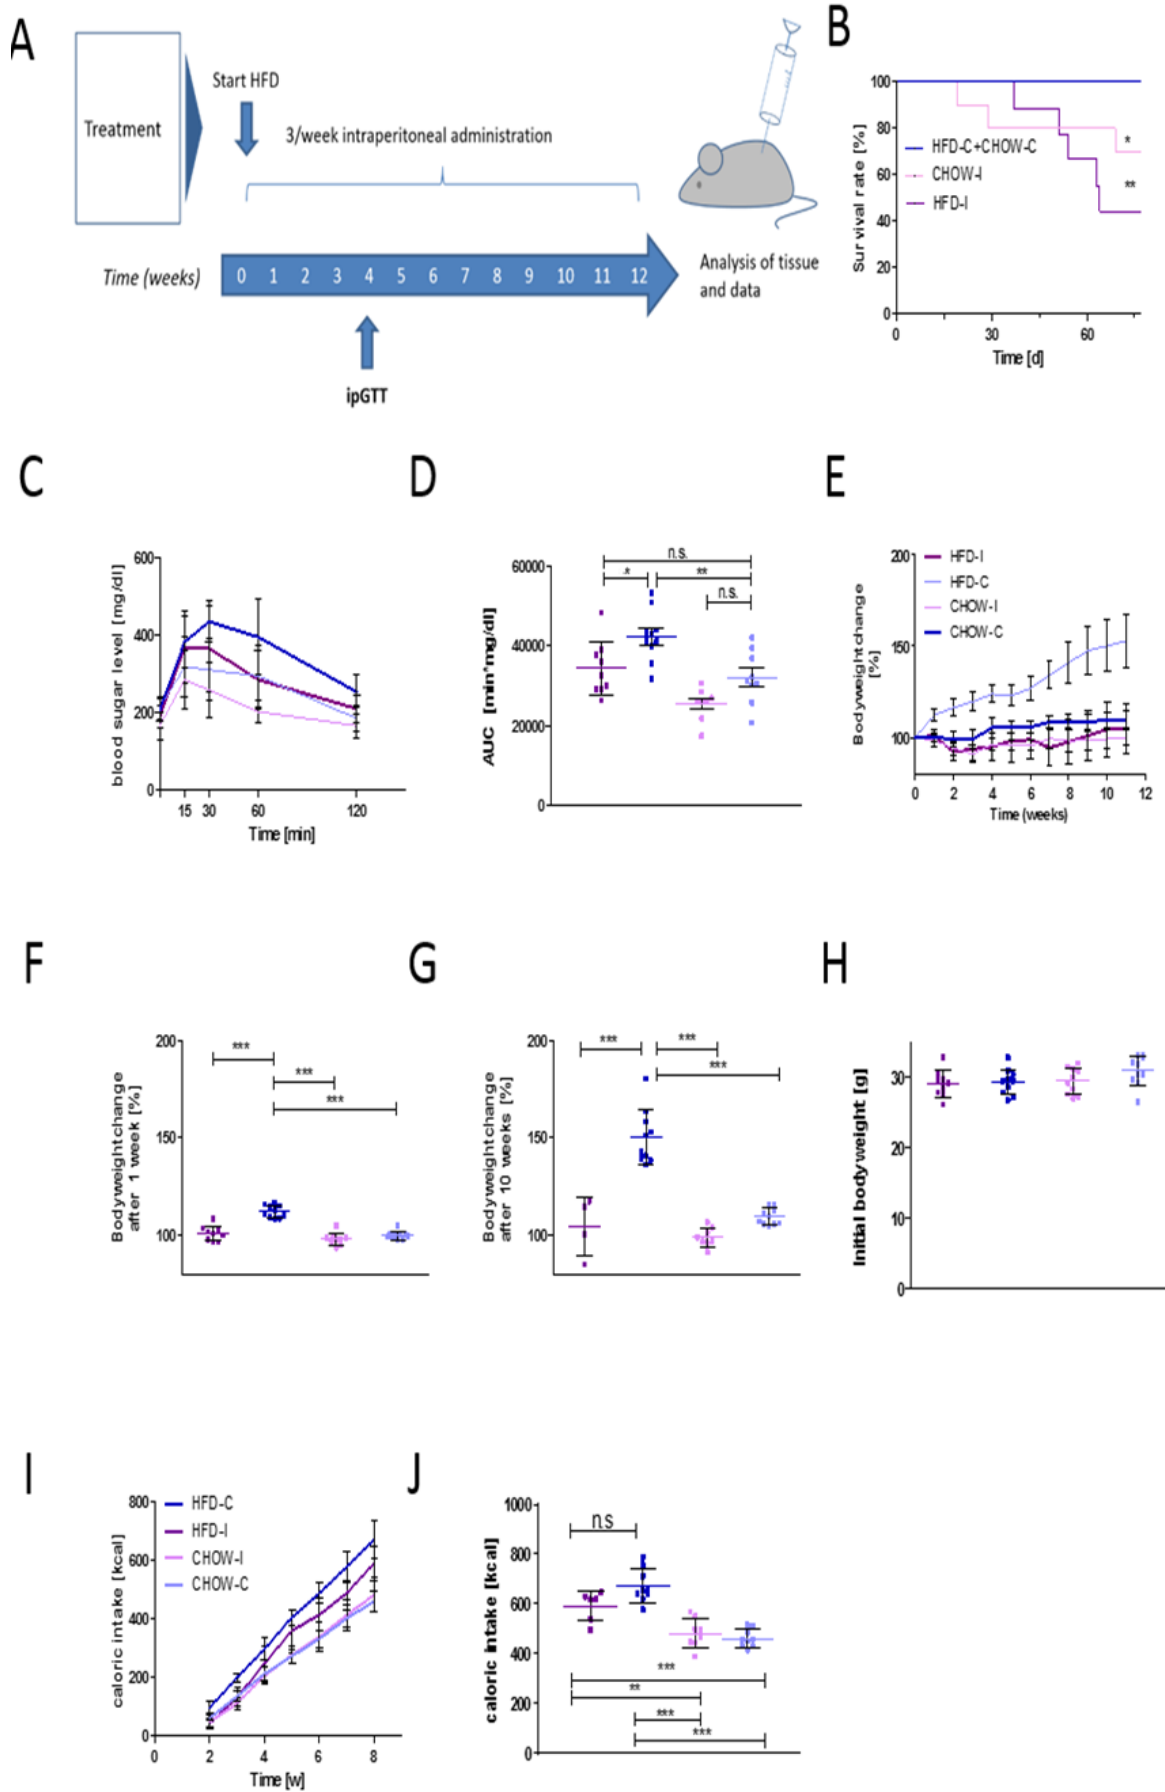 A
Treatment
Start HFD
3/week intraperitoneal administration
Time (weeks)
0 1 2 3 4 5 6 7 8 9 10 11 12
Analysis of tissue
and data
ipGTT
B
Survival rate [%]
100
80
60
40
20
0
HFD-C+CHOW-C
CHOW-I
HFD-I
*
**
0 30 60
Time [d]
C
blood sugar level [mg/dl]
600
400
200
0
15 30 60 120
Time [min]
D
AUC [min*mg/dl]
60000
40000
20000
0
n.s.
* **
n.s.
E
Bodyweightchange
[%]
200
150
100
HFD-I
HFD-C
CHOW-I
CHOW-C
0 2 4 6 8 10 12
Time (weeks)
F
Bodyweightchange
after 1 week [%]
200
150
100
***
***
***
G
Bodyweightchange
after 10 weeks [%]
200
150
100
*** ***
***
H
Initial bodyweight [g]
30
20
10
0
I
caloric intake [kcal]
800
600
400
200
0
HFD-C
HFD-I
CHOW-I
CHOW-C
0 2 4 6 8
Time [w]
J
caloric intake [kcal]
1000
800
600
400
200
0
n.s
***
**
***
***